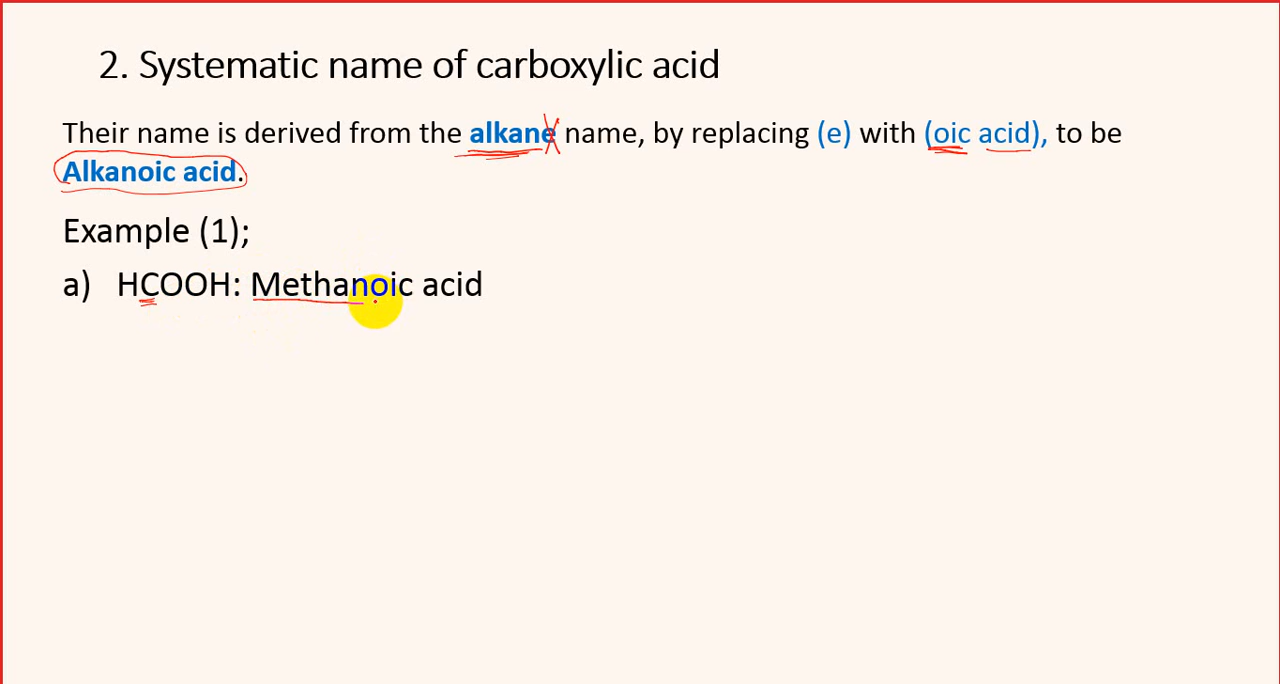 2. Systematic name of carboxylic acid
Their name is derived from the alkane name, by replacing (e) with (oic acid), to be
Alkanoic acid.
Example (1);
a) HCOOH: Methanoic acid